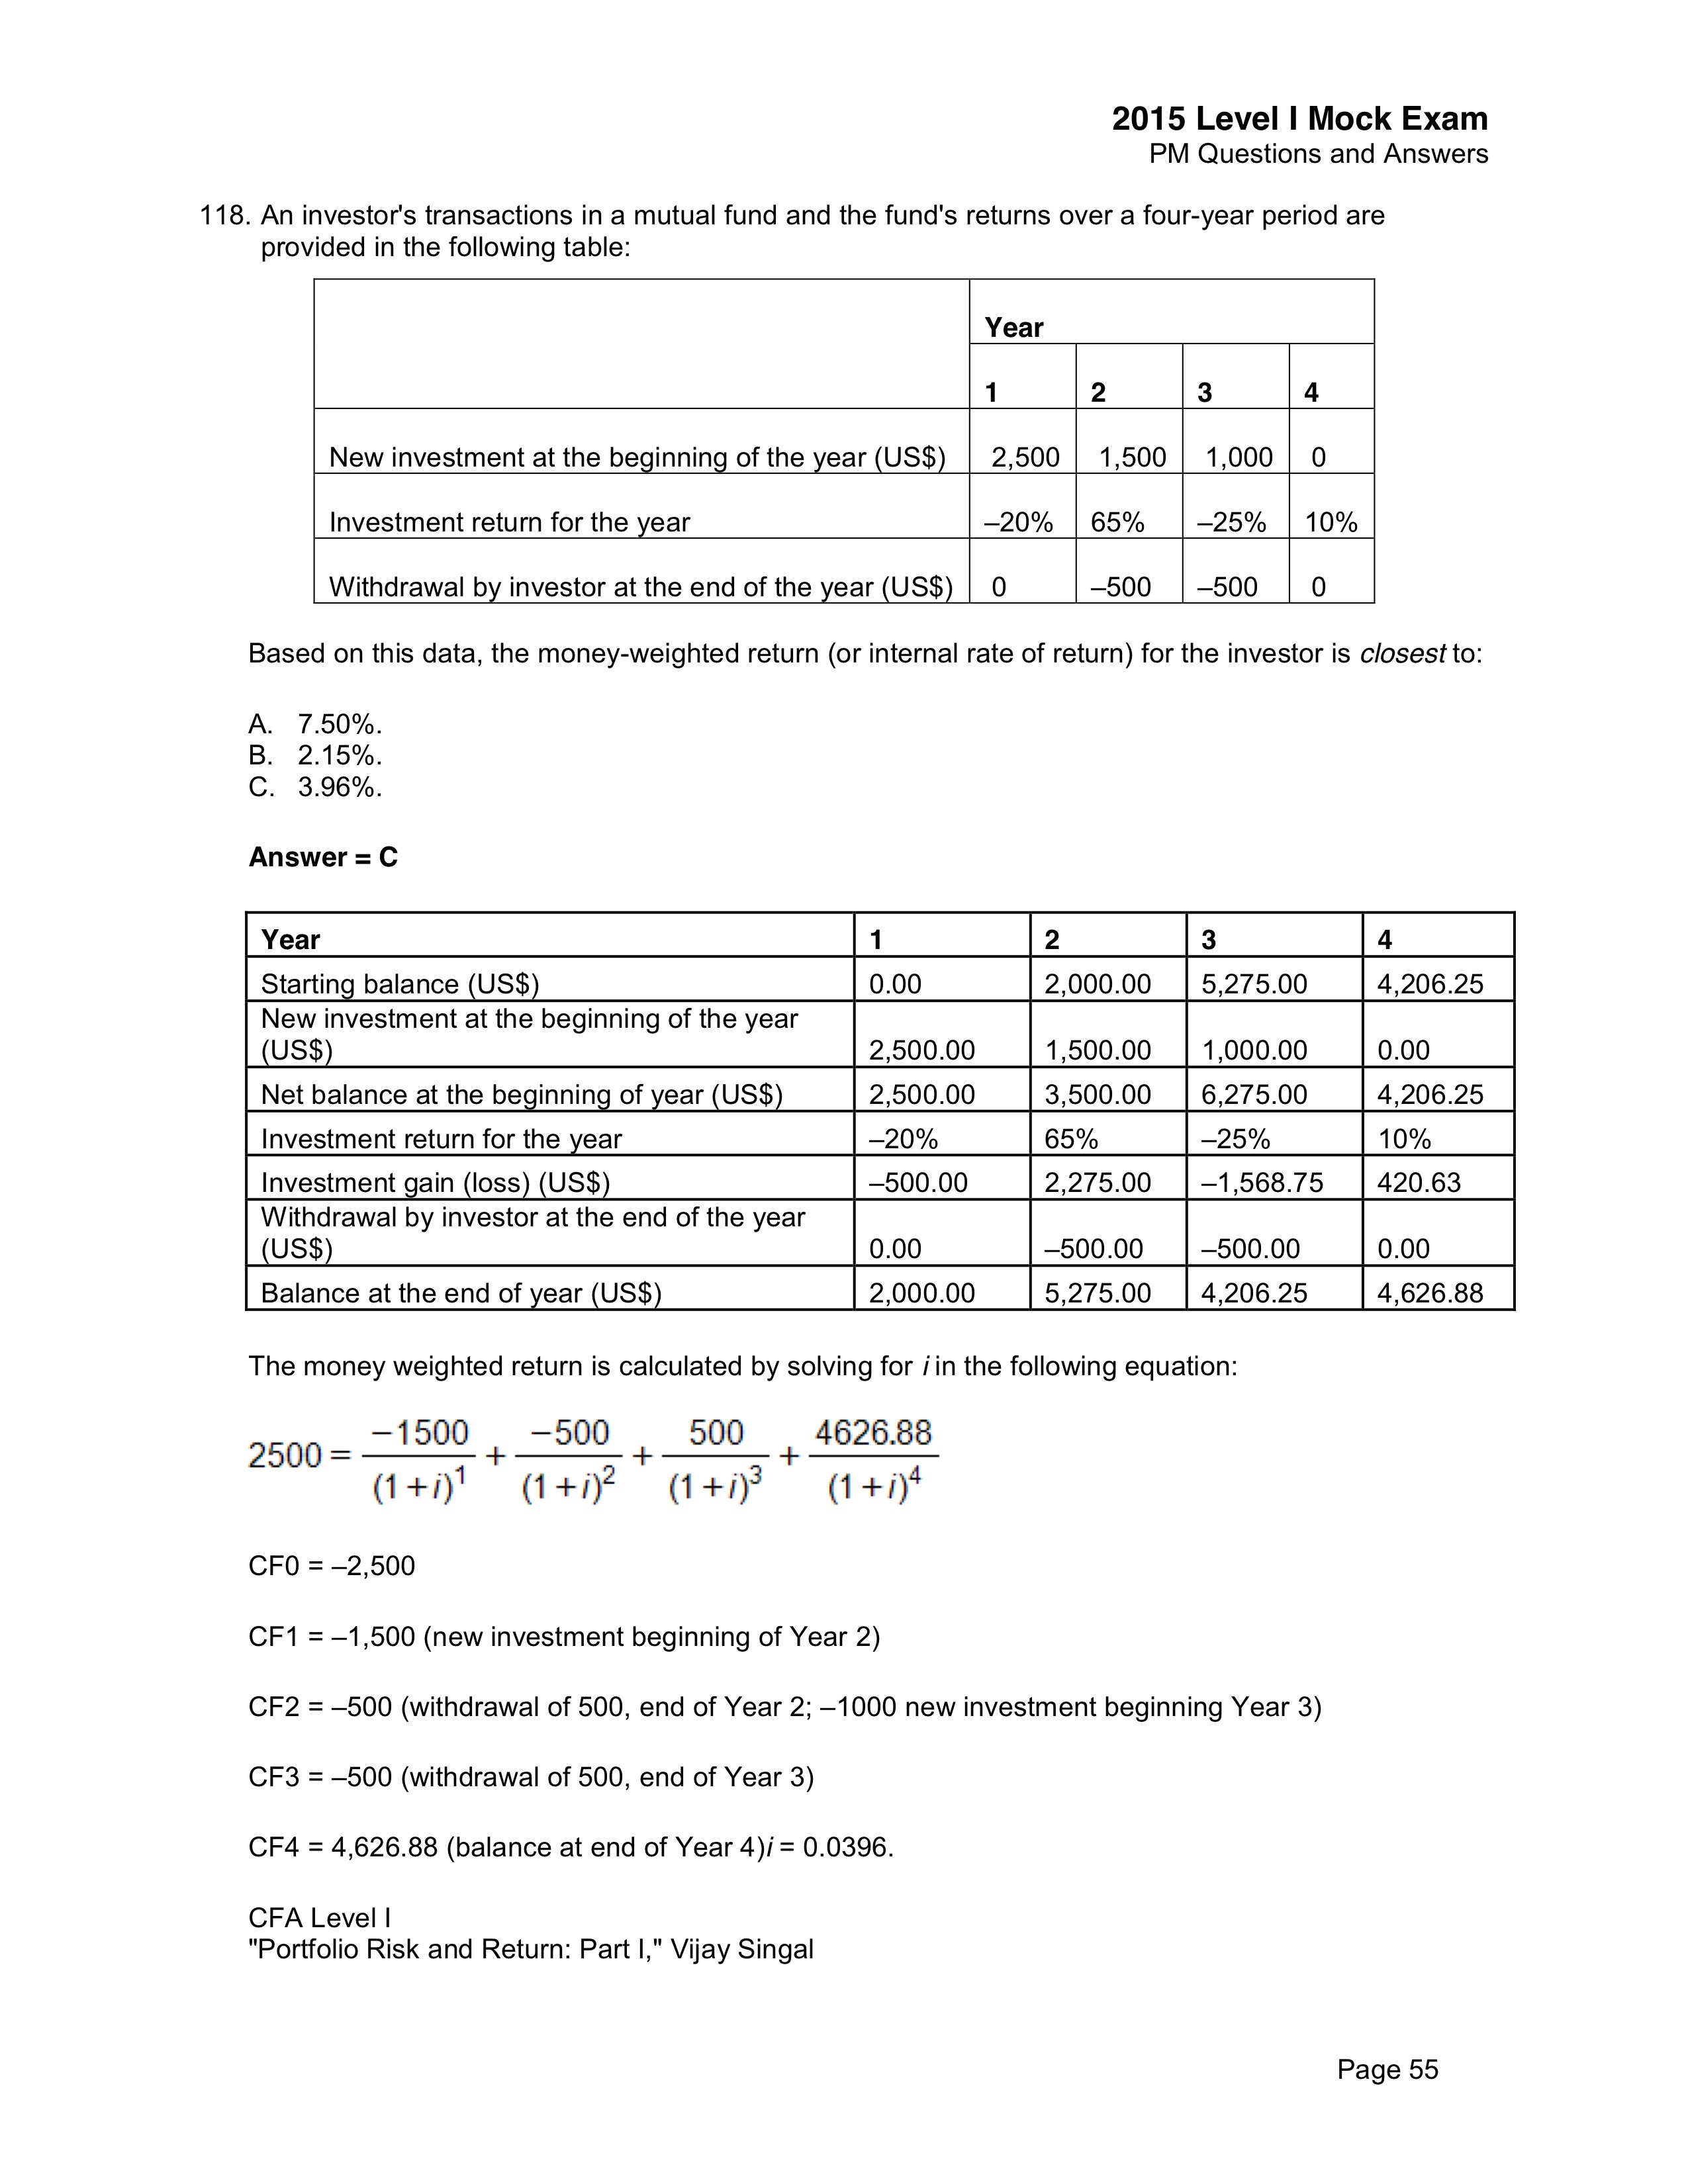 2015 Level I Mock Exam
PM Questions and Answers
118. An investor's transactions in a mutual fund and the fund's returns over a four-year period are
provided in the following table:
Year
1 2 3 4
New investment at the beginning of the year (US$) 2,500 1,500 1,000 0
Investment return for the year –20% 65% –25% 10%
Withdrawal by investor at the end of the year (US$) 0 –500 –500 0
Based on this data, the money-weighted return (or internal rate of return) for the investor is closest to:
A. 7.50%.
B. 2.15%.
C. 3.96%.
Answer = C
Year 1 2 3 4
Starting balance (US$) 0.00 2,000.00 5,275.00 4,206.25
New investment at the beginning of the year
(US$) 2,500.00 1,500.00 1,000.00 0.00
Net balance at the beginning of year (US$) 2,500.00 3,500.00 6,275.00 4,206.25
Investment return for the year –20% 65% –25% 10%
Investment gain (loss) (US$) –500.00 2,275.00 –1,568.75 420.63
Withdrawal by investor at the end of the year
(US$) 0.00 –500.00 –500.00 0.00
Balance at the end of year (US$) 2,000.00 5,275.00 4,206.25 4,626.88
The money weighted return is calculated by solving for i in the following equation:
2500 = −1500/(1+i)^1 + −500/(1+i)^2 + 500/(1+i)^3 + 4626.88/(1+i)^4
CF0 = –2,500
CF1 = –1,500 (new investment beginning of Year 2)
CF2 = –500 (withdrawal of 500, end of Year 2; –1000 new investment beginning Year 3)
CF3 = –500 (withdrawal of 500, end of Year 3)
CF4 = 4,626.88 (balance at end of Year 4)i = 0.0396.
CFA Level I
"Portfolio Risk and Return: Part I," Vijay Singal
Page 55